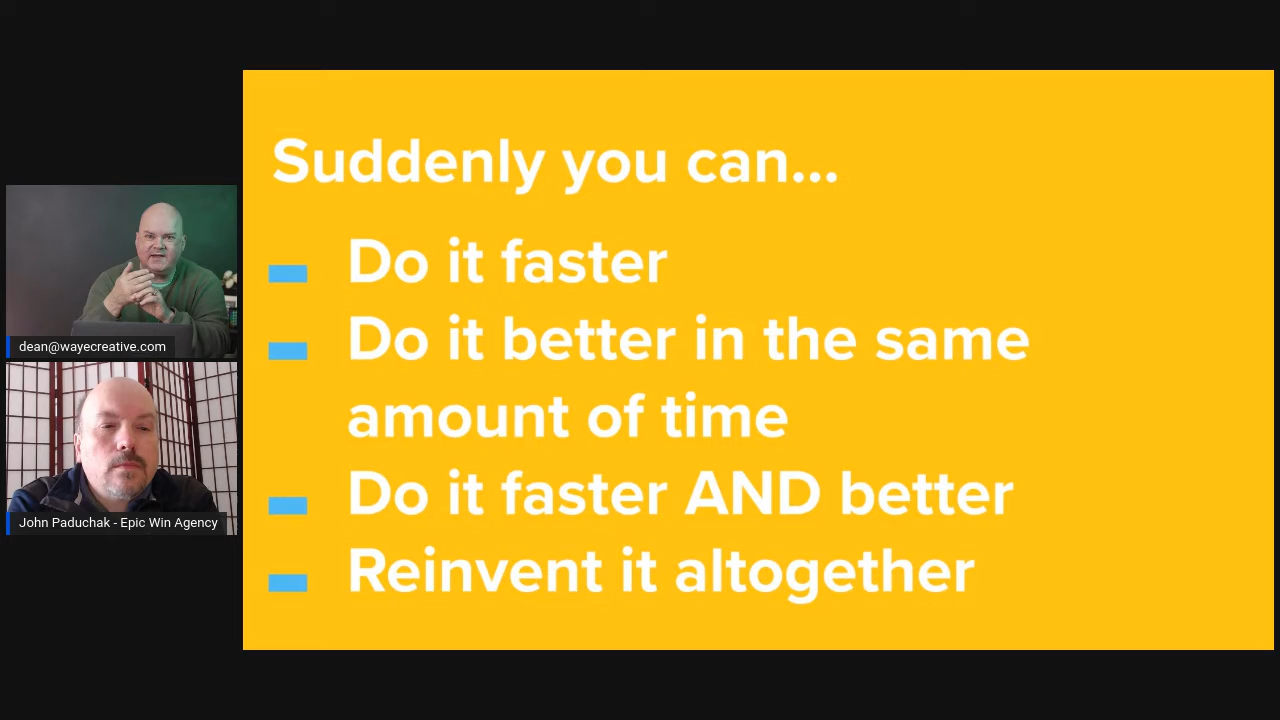 Suddenly you can...
Do it faster
Do it better in the same
amount of time
Do it faster AND better
Reinvent it altogether
dean@wayecreative.com
John Paduchak - Epic Win Agency